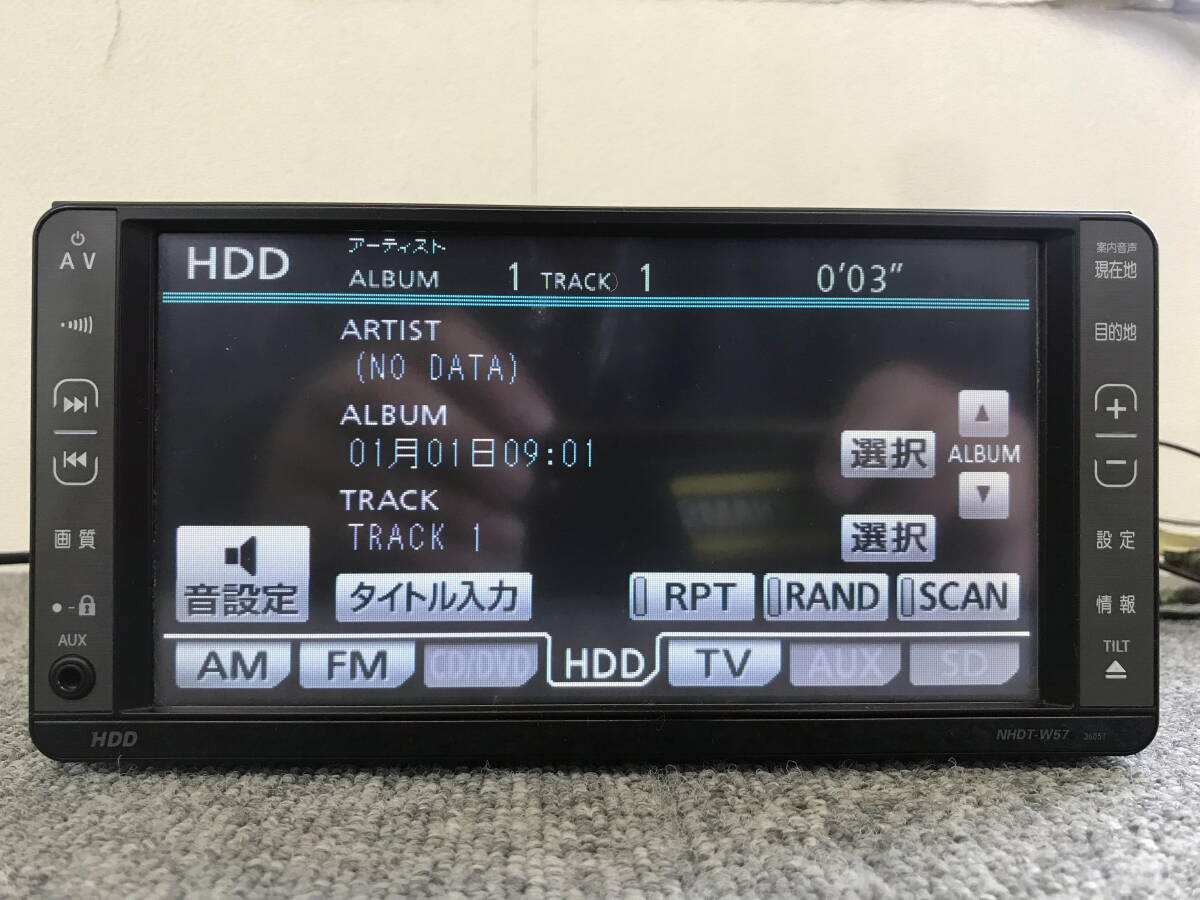 AV
画質
AUX
HDD
アーティスト
HDD
ALBUM 1 TRACK) 1 0'03"
ARTIST
(NO DATA)
ALBUM
01月01日09:01
選択 ALBUM
TRACK
TRACK 1
選択
音設定
タイトル入力 RPT RAND SCAN
AM FM CD/DVD HDD TV AUX SD
案内音声
現在地
目的地
設定
情報
TILT
NHDT-W57 36051